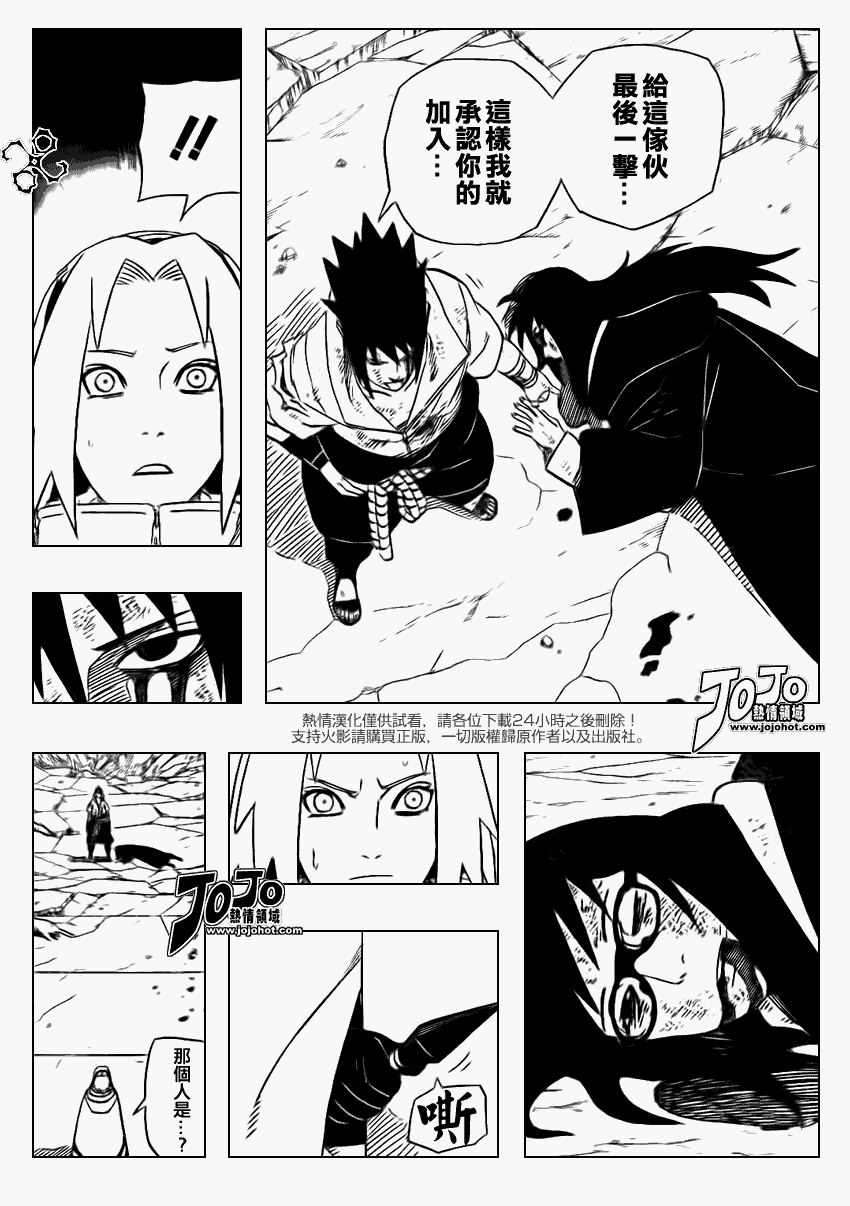 給這傢伙
最後一擊…
這樣我就
承認你的
加入…
!!
熱情漢化僅供試看，請各位下載24小時之後刪除！
支持火影請購買正版，一切版權歸原作者以及出版社。
JOJO
熱情領域
www.jojohot.com
嘶
JOJO
熱情領域
www.jojohot.com
那個人是…?